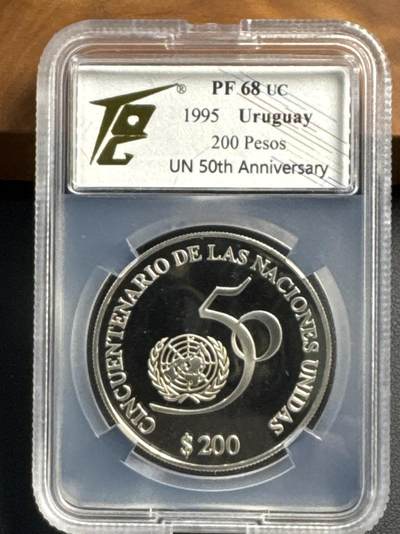 ® PF 68 UC
1995 Uruguay
200 Pesos
UN 50th Anniversary
CINCUENTENARIO DE LAS NACIONES UNIDAS
50
$200